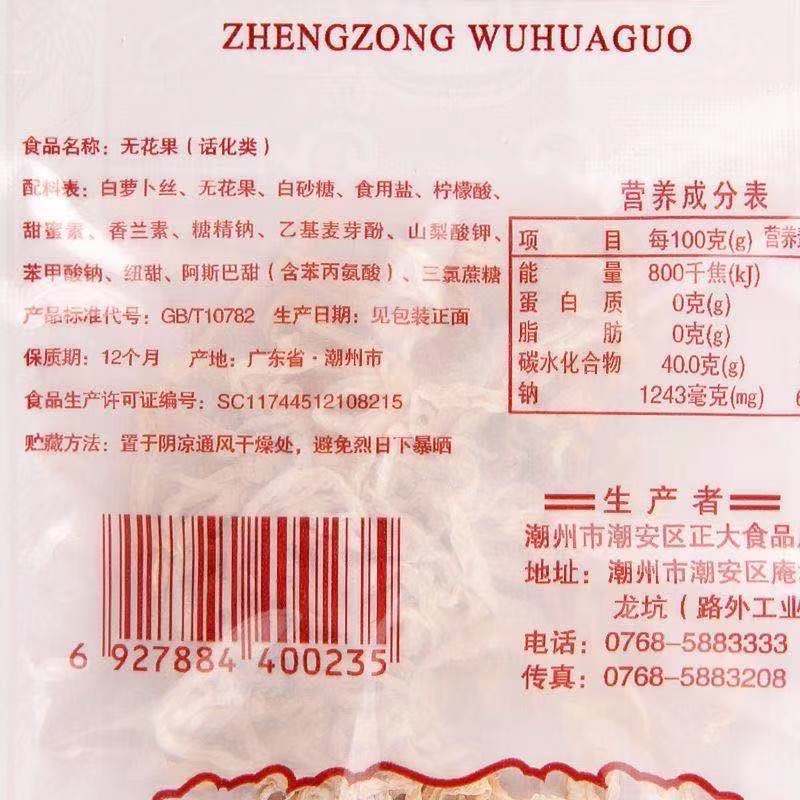 ZHENGZONG WUHUAGUO
食品名称：无花果（话化类）
配料表：白萝卜丝、无花果、白砂糖、食用盐、柠檬酸、
甜蜜素、香兰素、糖精钠、乙基麦芽酚、山梨酸钾、
苯甲酸钠、纽甜、阿斯巴甜（含苯丙氨酸）、三氯蔗糖
产品标准代号：GB/T10782 生产日期：见包装正面
保质期：12个月 产地：广东省·潮州市
食品生产许可证编号：SC11744512108215
贮藏方法：置于阴凉通风干燥处，避免烈日下暴晒
6 927884 400235
营养成分表
项 目 每100克(g) 营养
能 量 800千焦(kJ)
蛋白质 0克(g)
脂 肪 0克(g)
碳水化合物 40.0克(g)
钠 1243毫克(mg)
生产者
潮州市潮安区正大食品
地址：潮州市潮安区庵
龙坑（路外工业
电话：0768-5883333
传真：0768-5883208